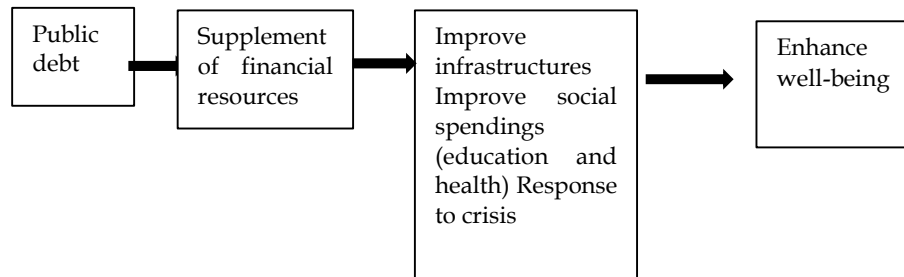 Public
debt
Supplement
of financial
resources
Improve
infrastructures
Improve social
spendings
(education and
health) Response
to crisis
Enhance
well-being